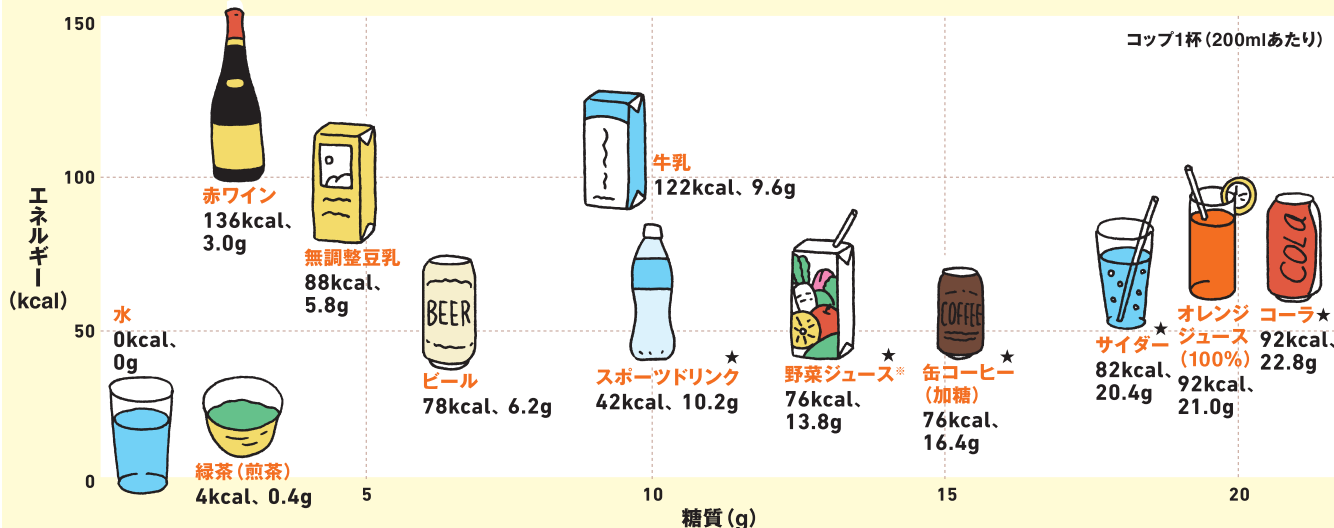 150
コップ1杯(200mlあたり)
100
50
0
エネルギー
(kcal)
赤ワイン
136kcal、
3.0g
無調整豆乳
88kcal、
5.8g
牛乳
122kcal、9.6g
水
0kcal、
0g
緑茶(煎茶)
4kcal、0.4g
BEER
ビール
78kcal、6.2g
★
スポーツドリンク
42kcal、10.2g
★
野菜ジュース※
76kcal、
13.8g
COFFEE
★
缶コーヒー
(加糖)
76kcal、
16.4g
★
サイダー
82kcal、
20.4g
オレンジ
ジュース
(100%)
92kcal、
21.0g
COLA
コーラ★
92kcal、
22.8g
5
10
15
20
糖質(g)